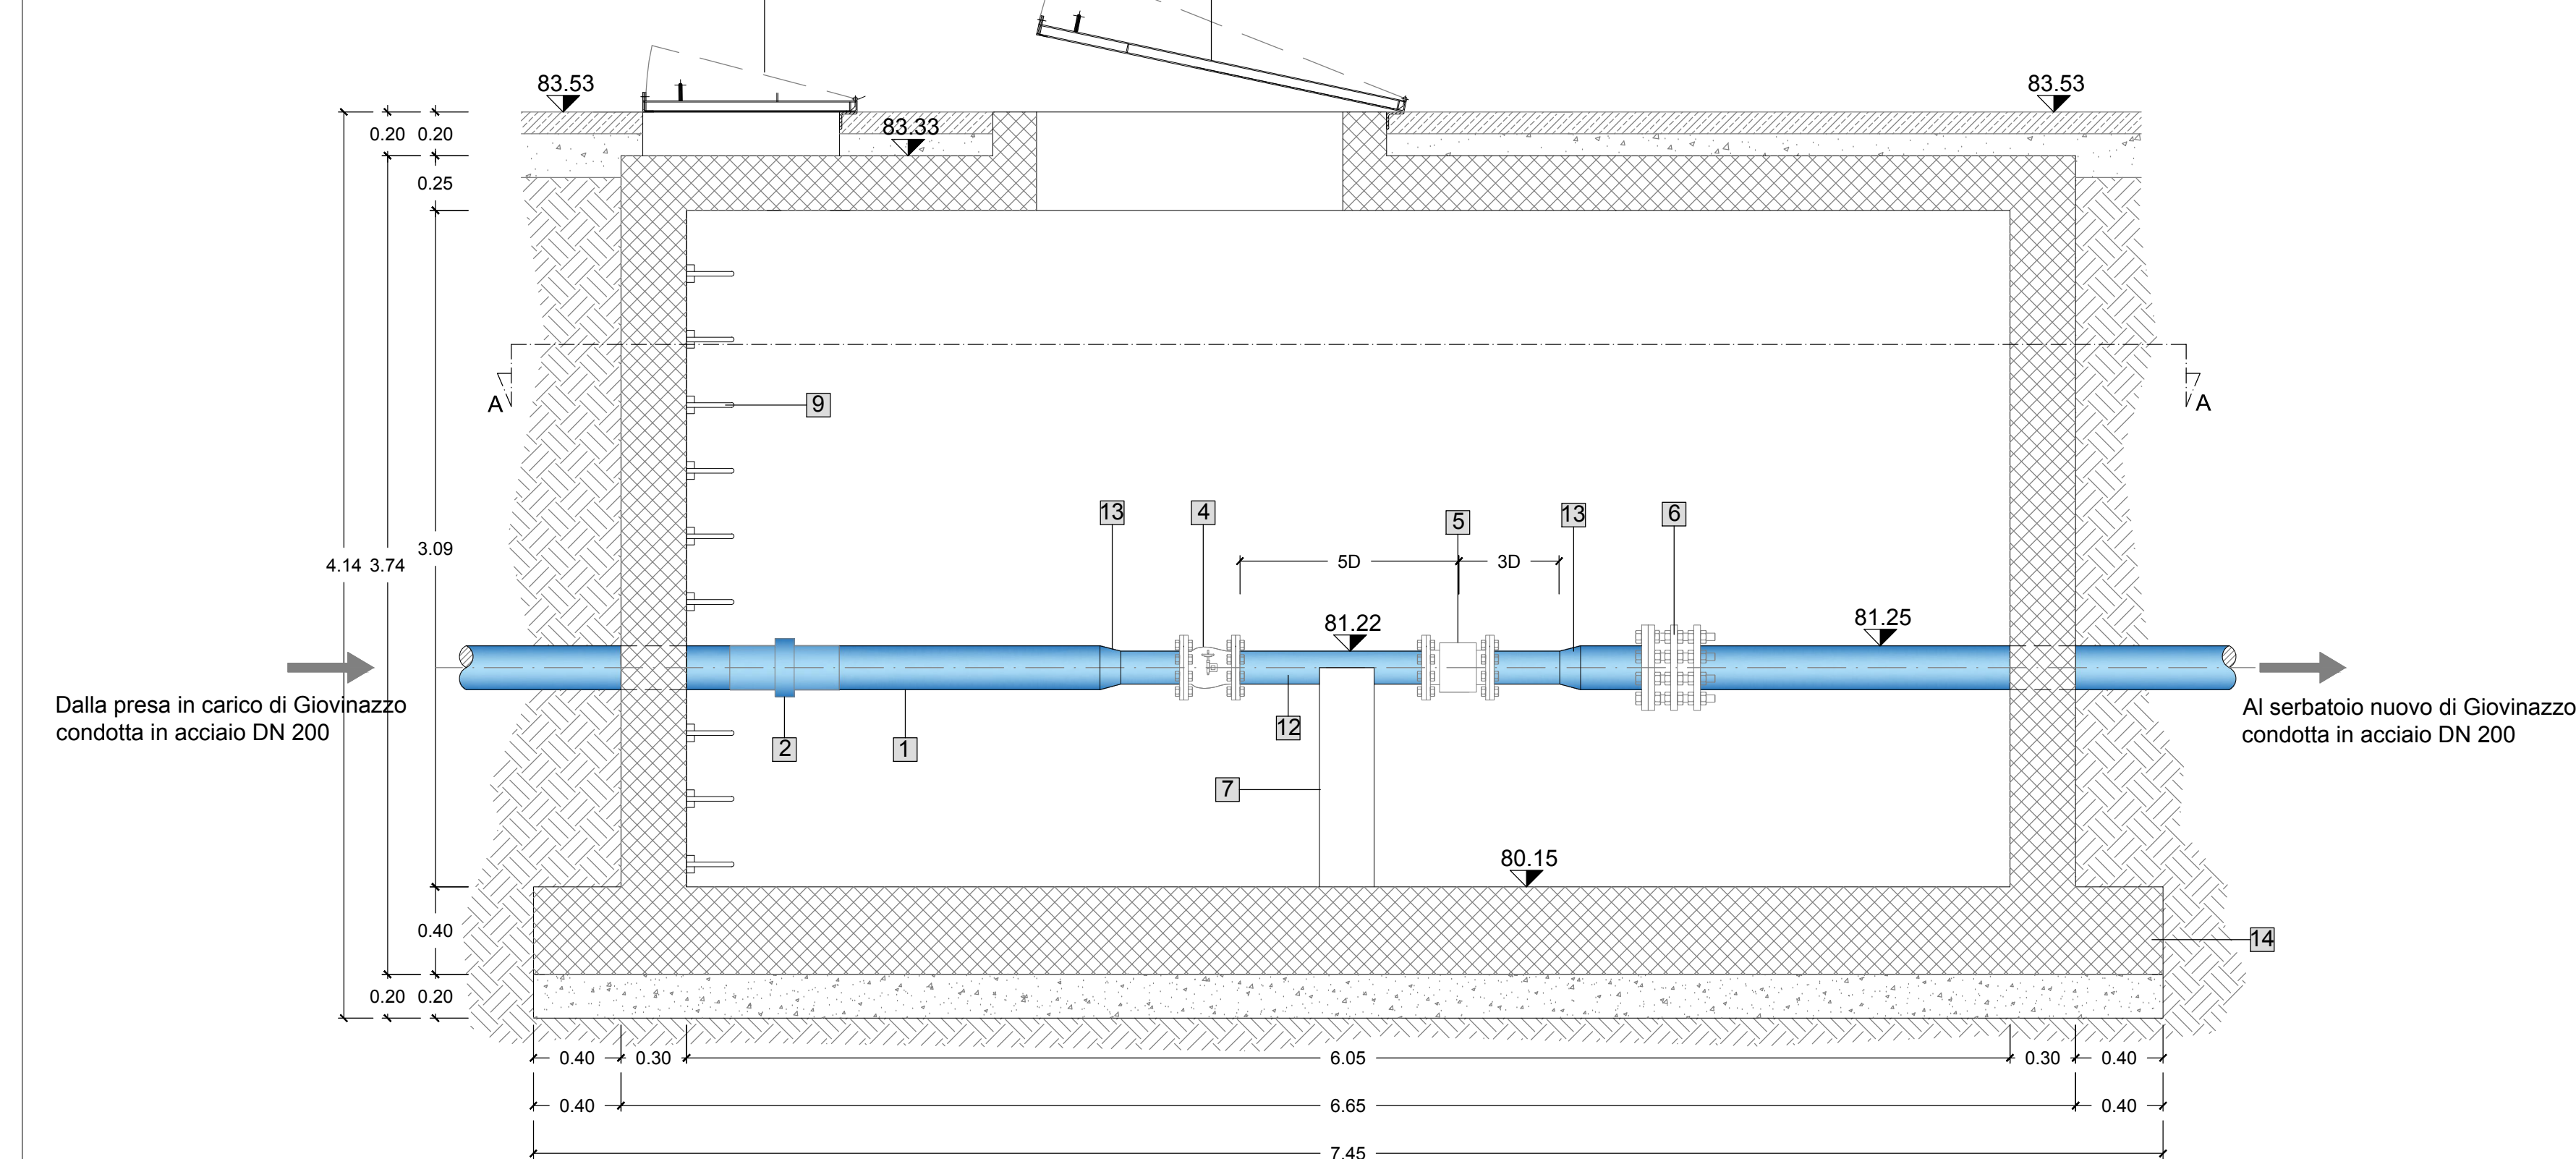 83.53
83.53
83.33
0.20 0.20
0.25
A
A
9
13
4
5
13
6
5D
3D
3.09
4.14 3.74
81.22
81.25
Dalla presa in carico di Giovinazzo
condotta in acciaio DN 200
Al serbatoio nuovo di Giovinazzo
condotta in acciaio DN 200
12
2
1
7
80.15
0.40
14
0.20 0.20
0.40 0.30 6.05 0.30 0.40
0.40 6.65 0.40
7.45